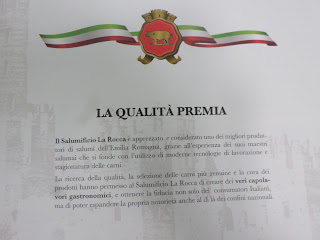 LA QUALITÀ PREMIA
Il Salumificio La Rocca è apprezzato e considerato uno dei migliori produt-
tori di salumi dell'Emilia Romagna, grazie all'esperienza dei suoi mastri
salumai che si fonde con l'utilizzo di moderne tecnologie di lavorazione e
stagionatura delle carni.
La ricerca della qualità, la selezione delle carni più genuine e la cura dei
prodotti hanno permesso al Salumificio La Rocca di creare dei veri capola-
vori gastronomici, e ottenere la fiducia non solo dei consumatori Italiani,
ma di poter espandere la propria notorietà anche al di là dei confini nazionali.